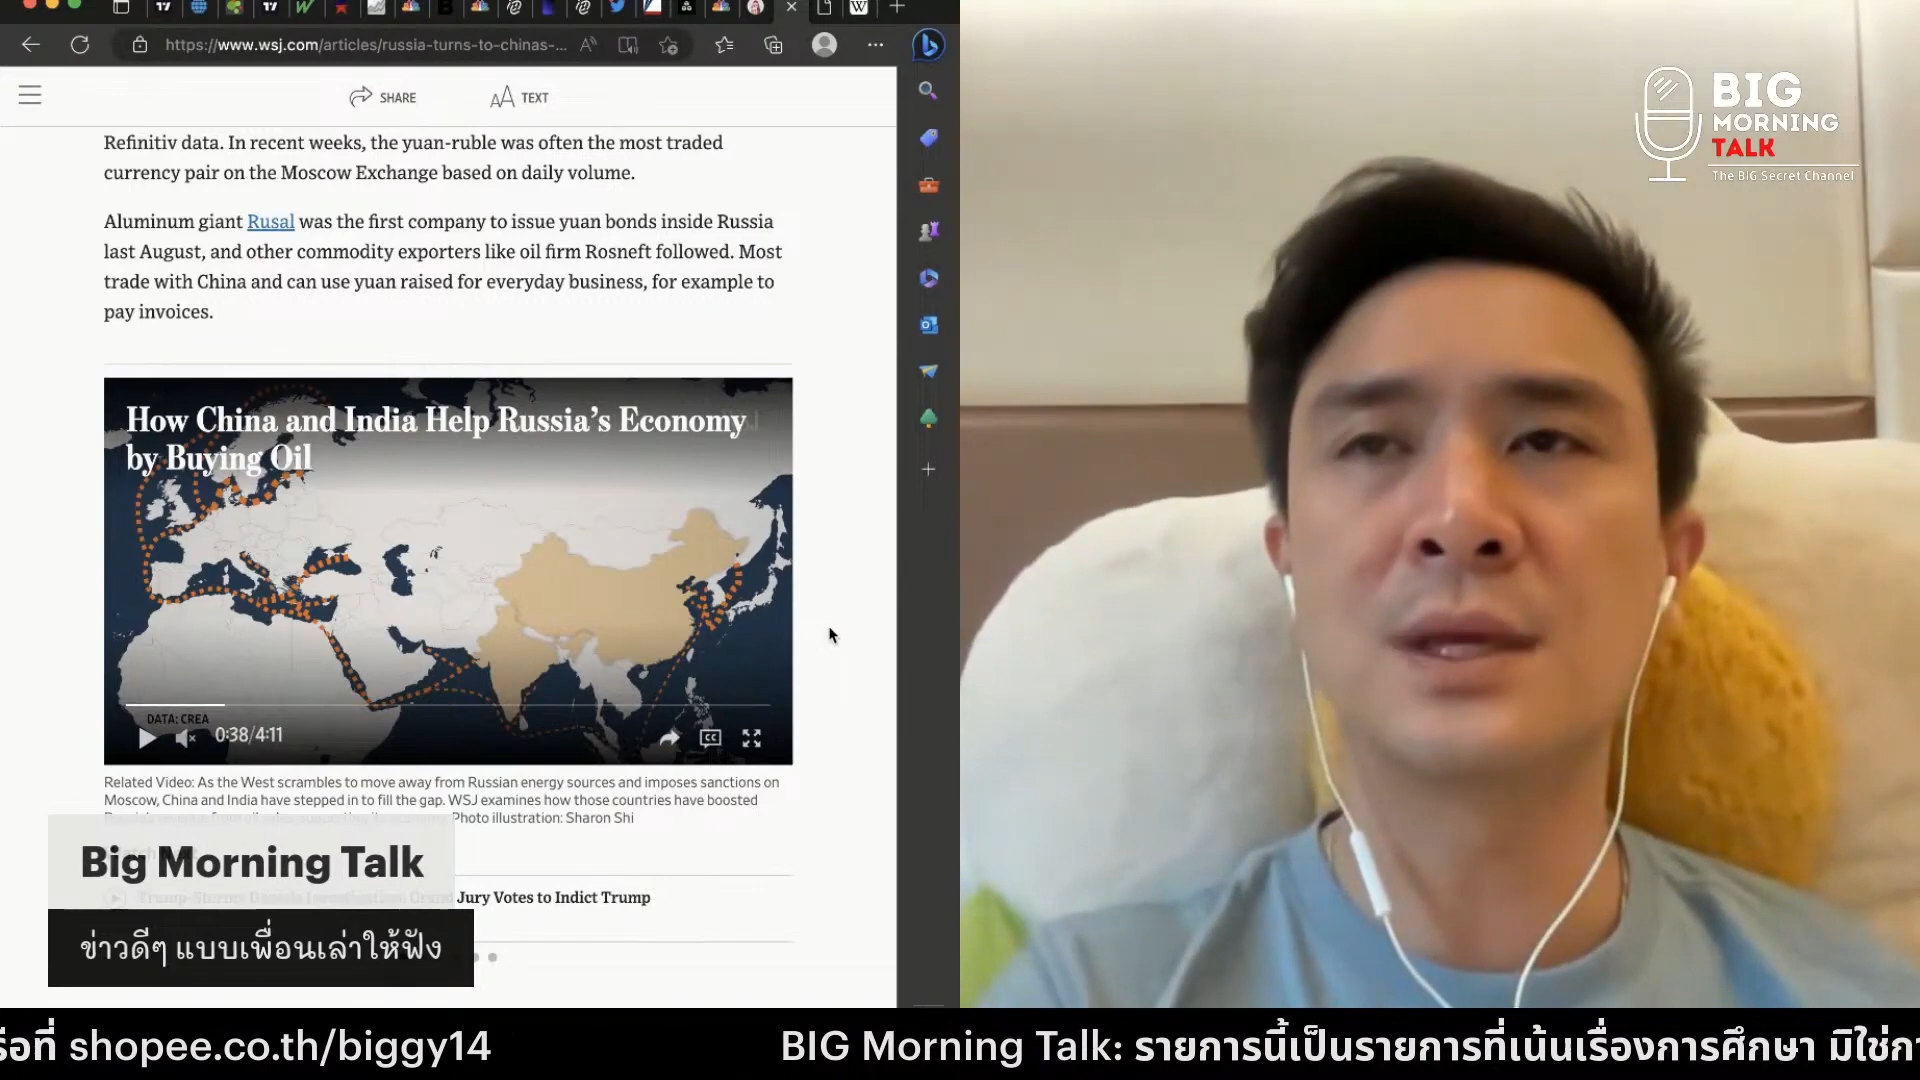 https://www.wsj.com/articles/russia-turns-to-chinas-...
SHARE
TEXT
Refinitiv data. In recent weeks, the yuan-ruble was often the most traded
currency pair on the Moscow Exchange based on daily volume.
Aluminum giant Rusal was the first company to issue yuan bonds inside Russia
last August, and other commodity exporters like oil firm Rosneft followed. Most
trade with China and can use yuan raised for everyday business, for example to
pay invoices.
How China and India Help Russia's Economy
by Buying Oil
DATA: CREA
0:38/4:11
CC
Related Video: As the West scrambles to move away from Russian energy sources and imposes sanctions on
Moscow, China and India have stepped in to fill the gap. WSJ examines how those countries have boosted
Photo illustration: Sharon Shi
Jury Votes to Indict Trump
Big Morning Talk
ข่าวดีๆ แบบเพื่อนเล่าให้ฟัง
BIG
MORNING
TALK
The BIG Secret Channel
shopee.co.th/biggy14
BIG Morning Talk: รายการนี้เป็นรายการที่เน้นเรื่องการศึกษา มิใช่